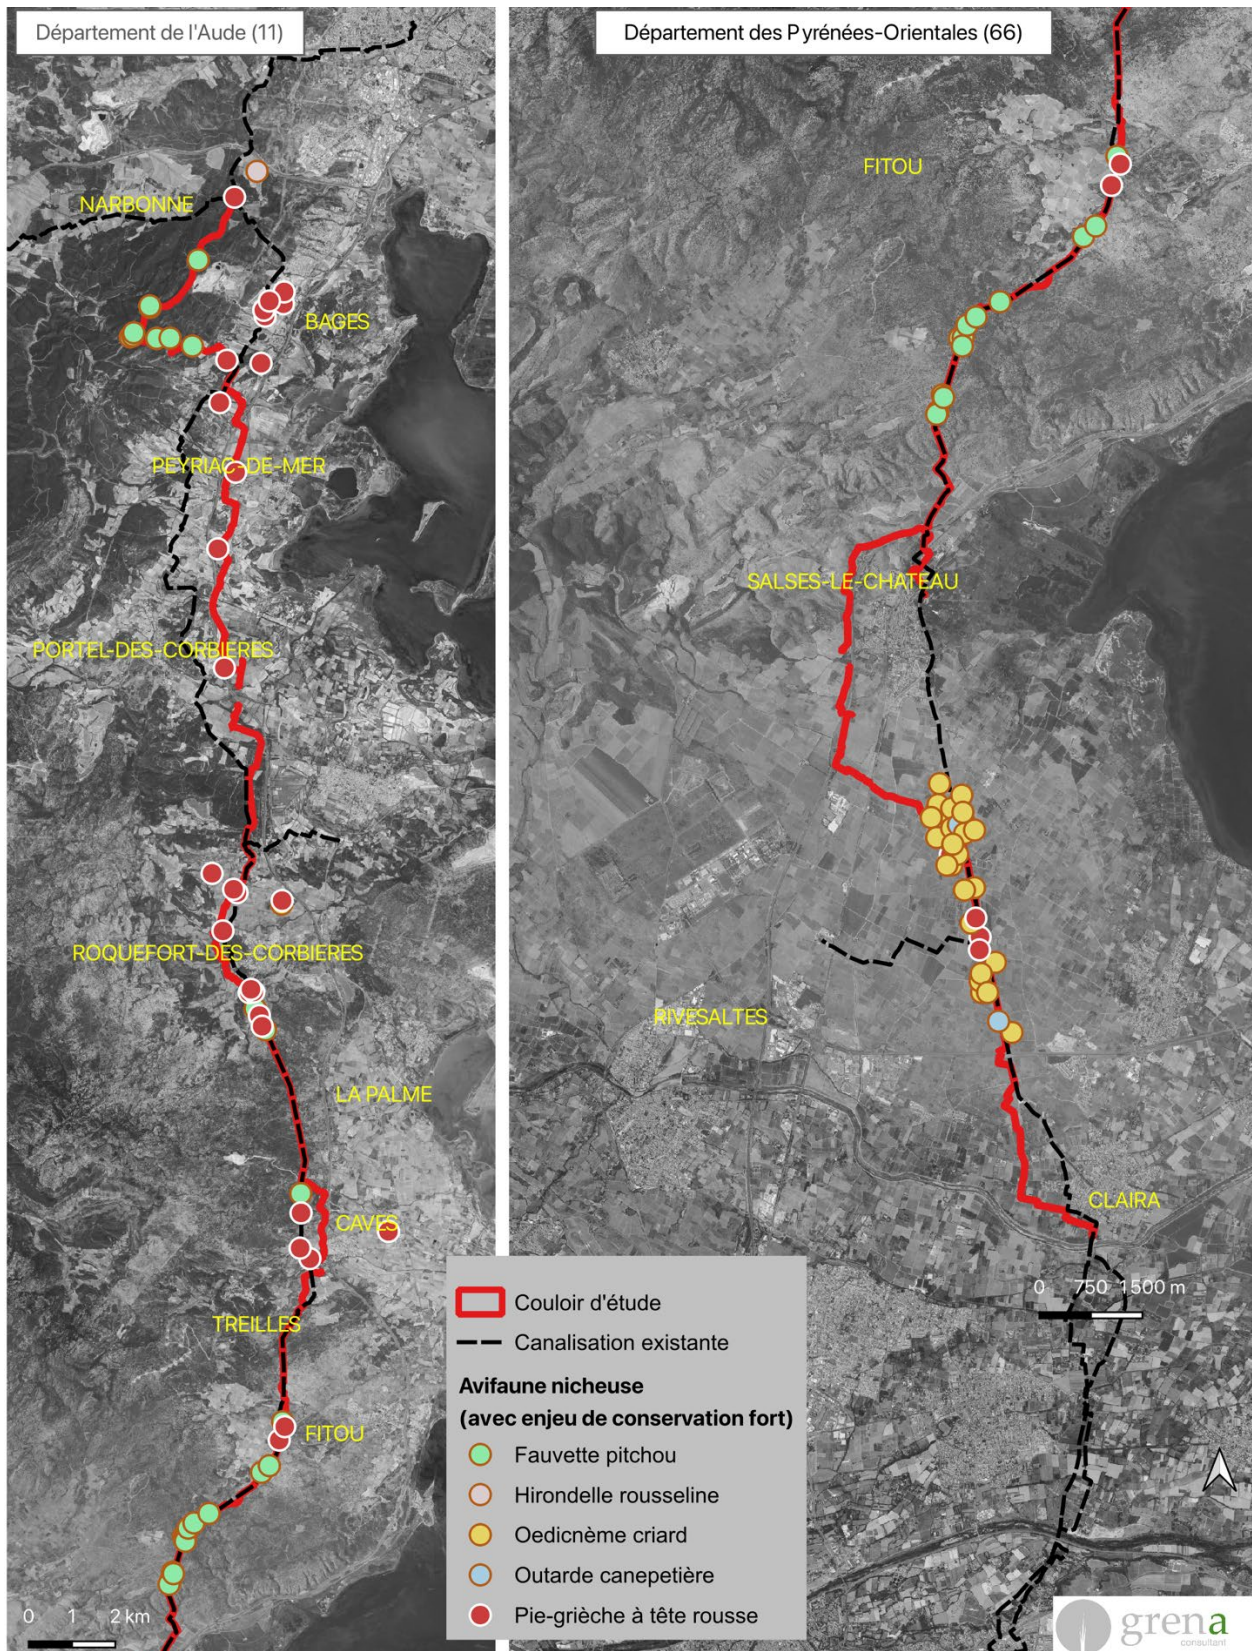 Département de l'Aude (11)
NARBONNE
BAGES
PEYRIAC-DE-MER
PORTEL-DES-CORBIERES
ROQUEFORT-DES-CORBIERES
LA PALME
CAVES
TREILLES
FITOU
0 1 2 km
Département des Pyrénées-Orientales (66)
FITOU
SALSES-LE-CHATEAU
RIVESALTES
CLAIRA
0 750 1500 m
Couloir d'étude
Canalisation existante
Avifaune nicheuse
(avec enjeu de conservation fort)
Fauvette pitchou
Hirondelle rousseline
Oedicnème criard
Outarde canepetière
Pie-grièche à tête rousse
grena
consultant